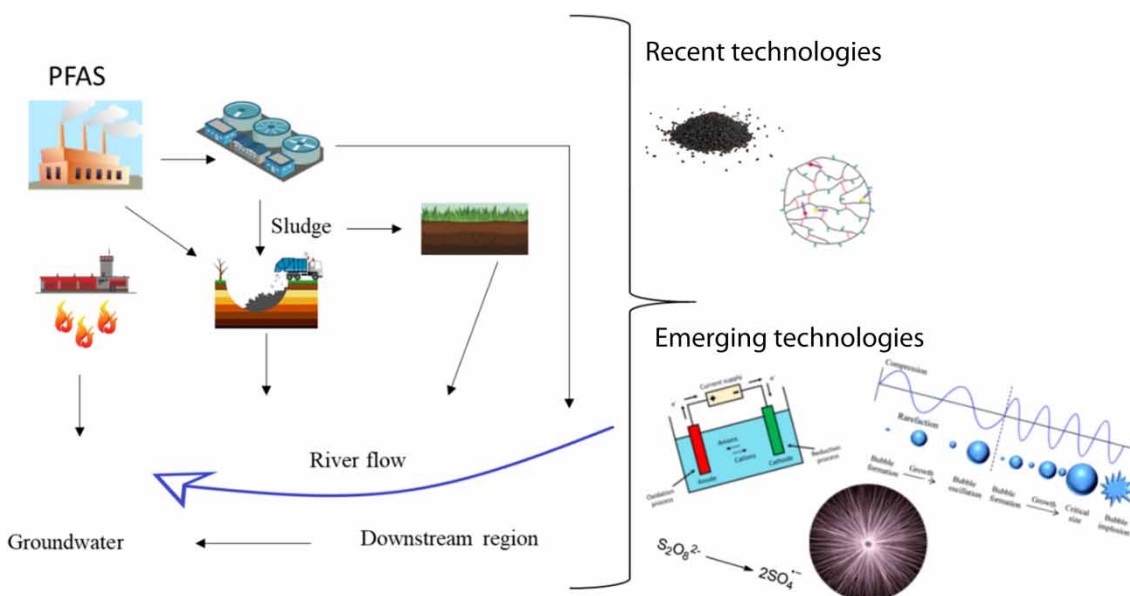 PFAS
Sludge
River flow
Groundwater
Downstream region
Recent technologies
Emerging technologies
Current supply
e⁻
e⁻
+
−
Anions
Cations
Anode
Cathode
Oxidation
process
Reduction
process
Compression
Rarefaction
Bubble
formation
Growth
Bubble
oscillation
Bubble
formation
Growth
Critical
size
Bubble
implosion
S₂O₈²⁻
2SO₄•⁻